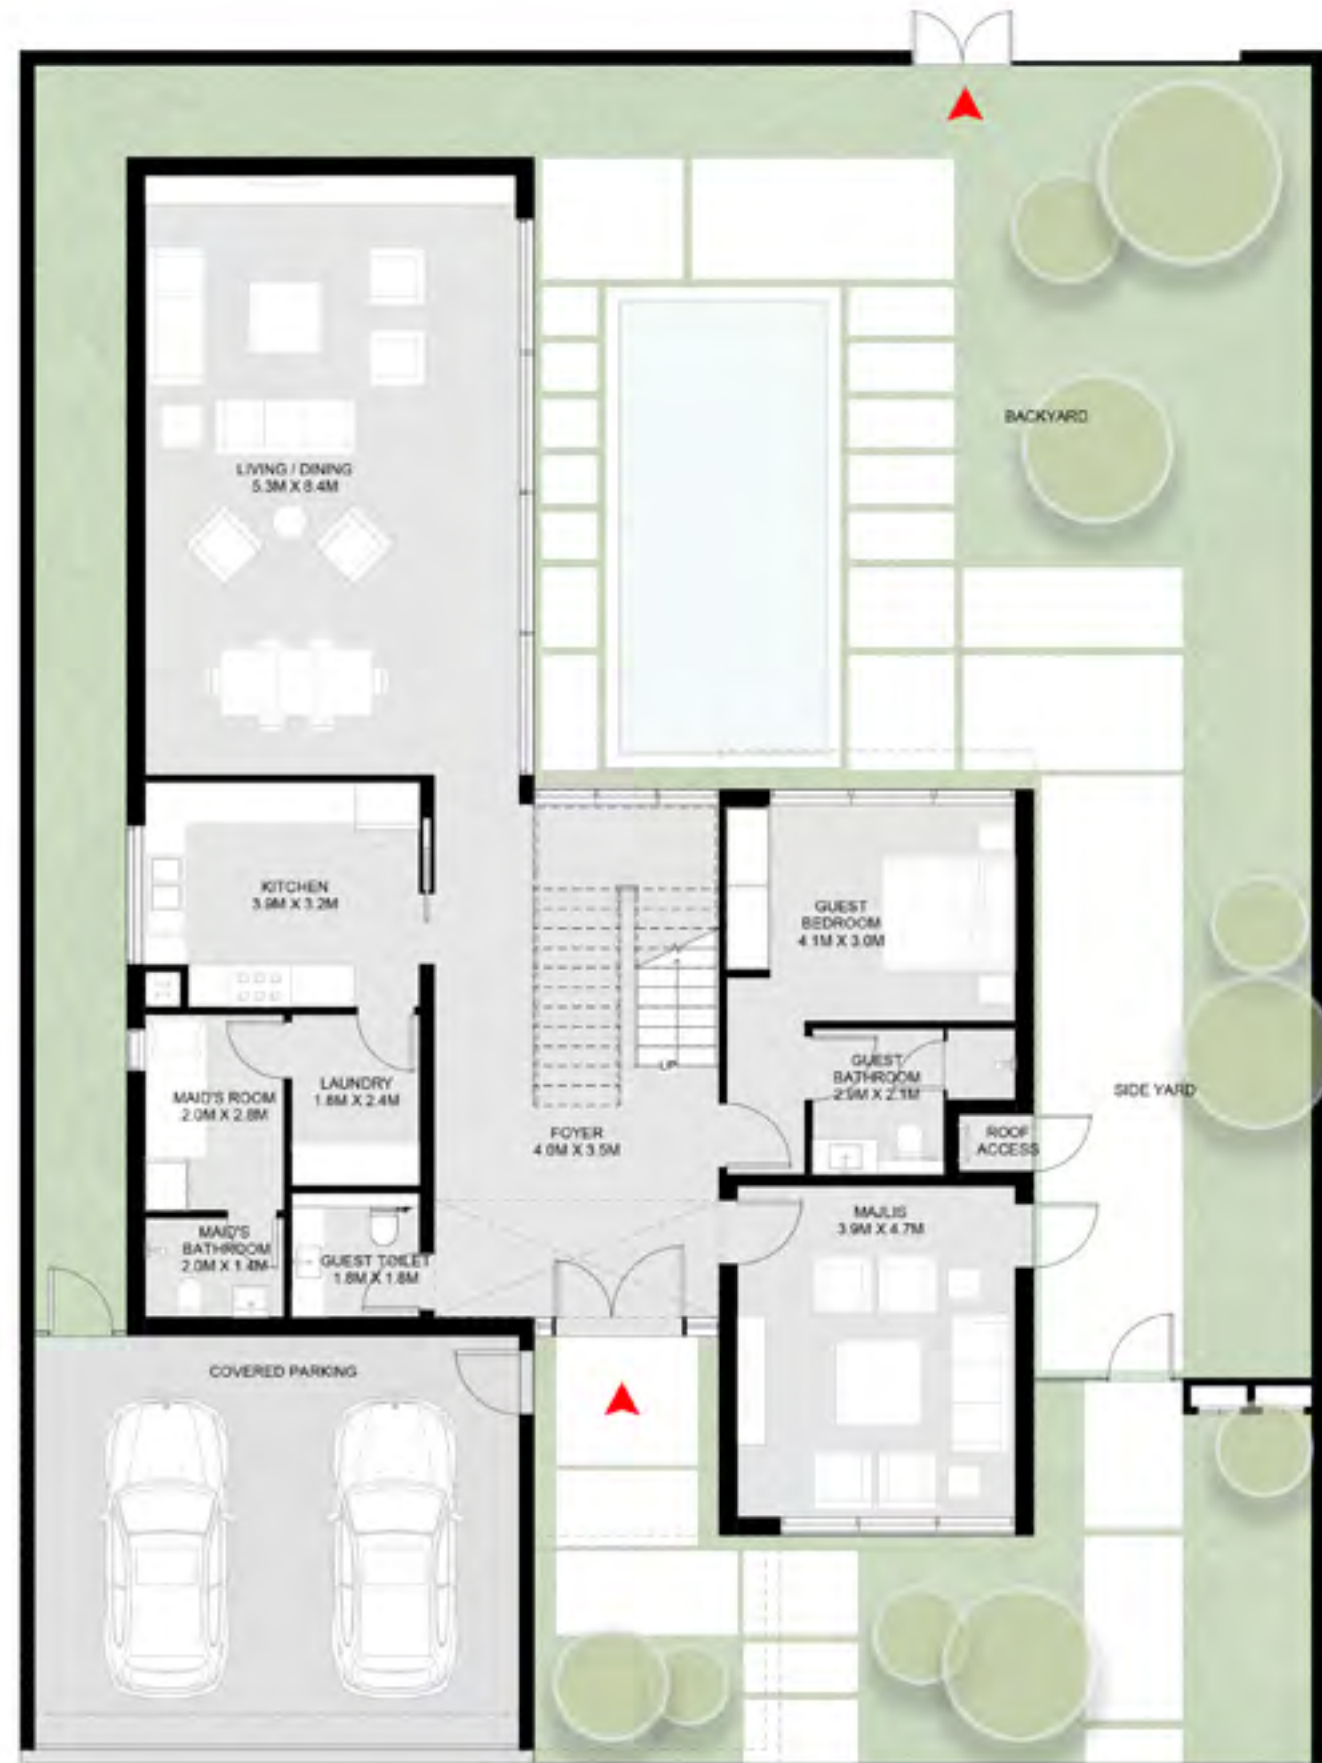 BACKYARD
LIVING / DINING
5.3M X 8.4M
KITCHEN
3.9M X 3.2M
GUEST
BEDROOM
4.1M X 3.0M
UP
GUEST
BATHROOM
2.9M X 2.1M
MAID'S ROOM
2.0M X 2.8M
LAUNDRY
1.8M X 2.4M
SIDE YARD
FOYER
4.0M X 3.5M
ROOF
ACCESS
MAJLIS
3.9M X 4.7M
MAID'S
BATHROOM
2.0M X 1.4M
GUEST TOILET
1.8M X 1.8M
COVERED PARKING